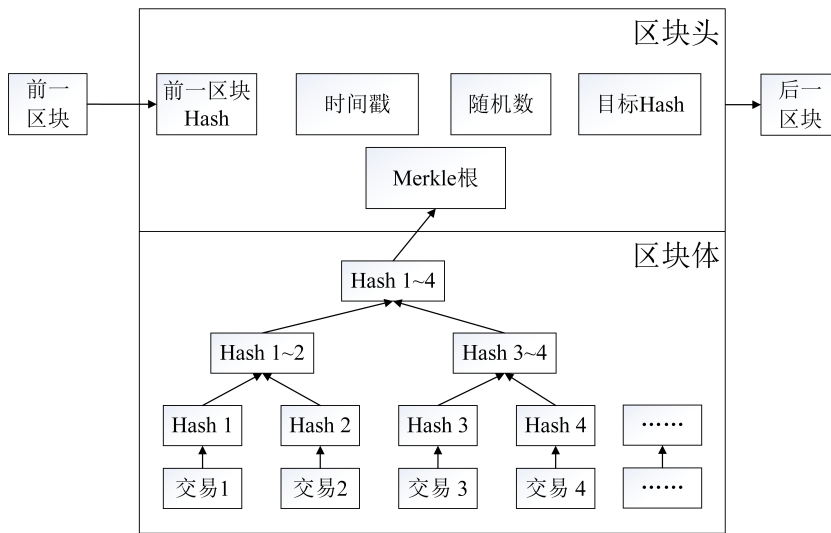 区块头
前一
区块
前一区块
Hash
时间戳
随机数
目标Hash
后一
区块
Merkle根
区块体
Hash 1~4
Hash 1~2
Hash 3~4
Hash 1
Hash 2
Hash 3
Hash 4
……
交易1
交易2
交易 3
交易 4
……